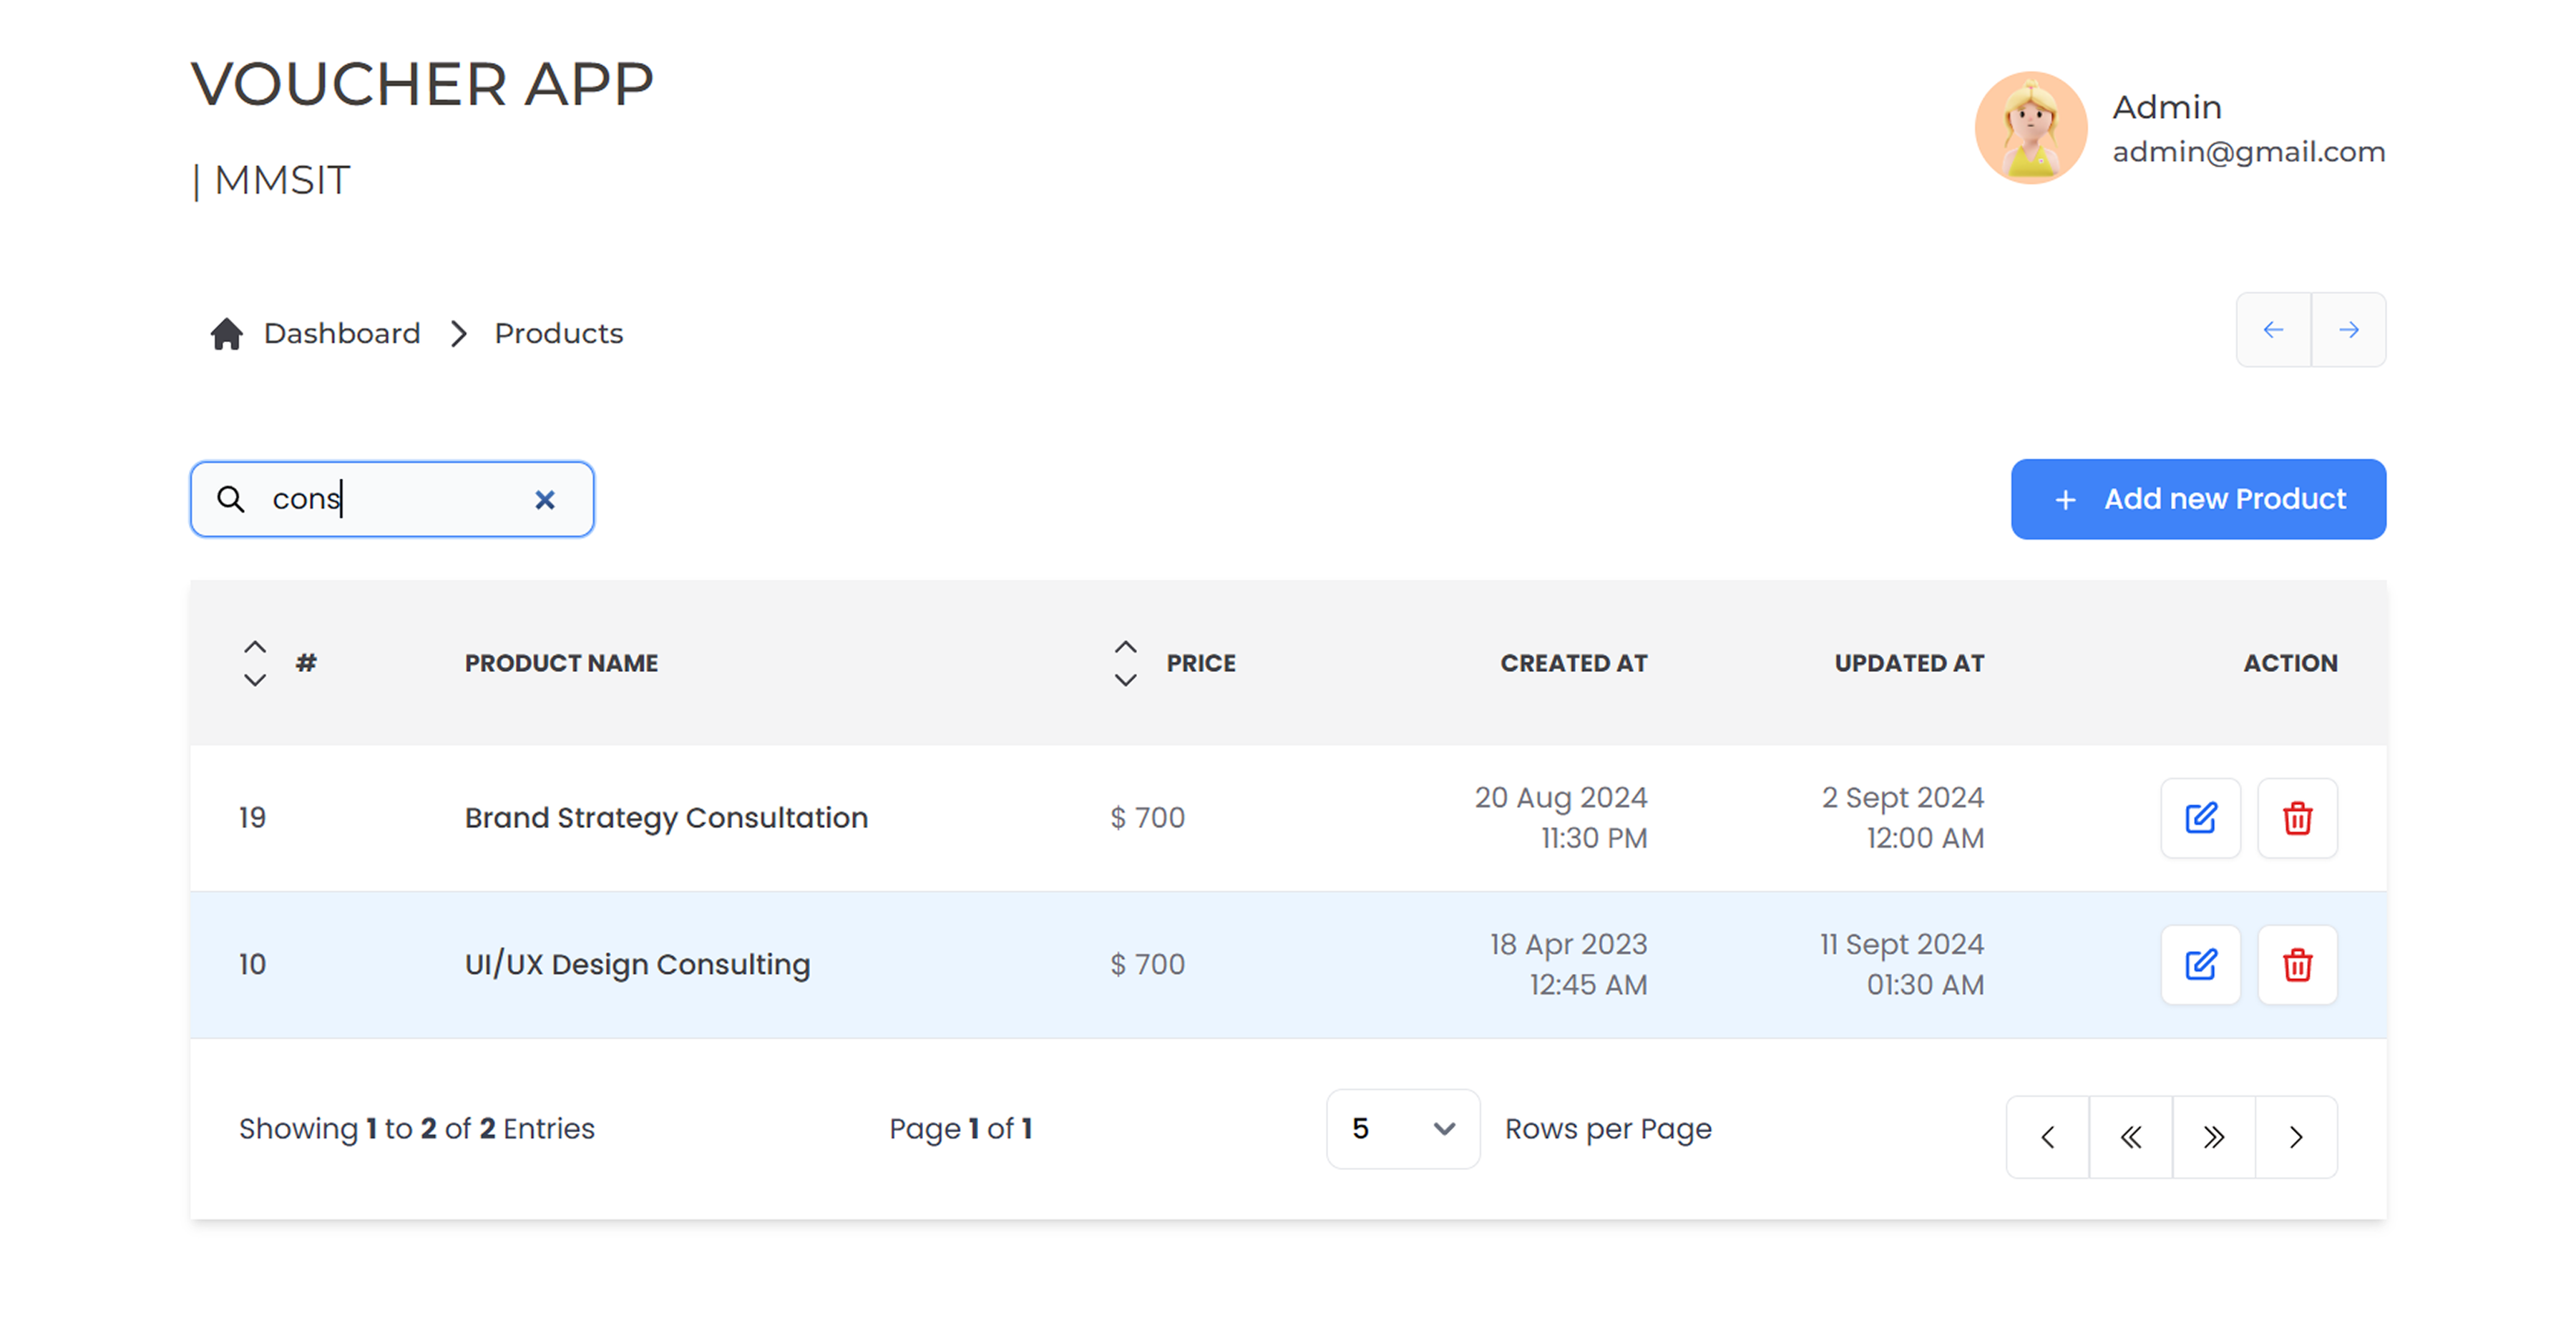 VOUCHER APP
| MMSIT
Admin
admin@gmail.com
Dashboard > Products
cons
+ Add new Product
# PRODUCT NAME PRICE CREATED AT UPDATED AT ACTION
19 Brand Strategy Consultation $ 700 20 Aug 2024 2 Sept 2024
11:30 PM 12:00 AM
10 UI/UX Design Consulting $ 700 18 Apr 2023 11 Sept 2024
12:45 AM 01:30 AM
Showing 1 to 2 of 2 Entries Page 1 of 1 5 Rows per Page